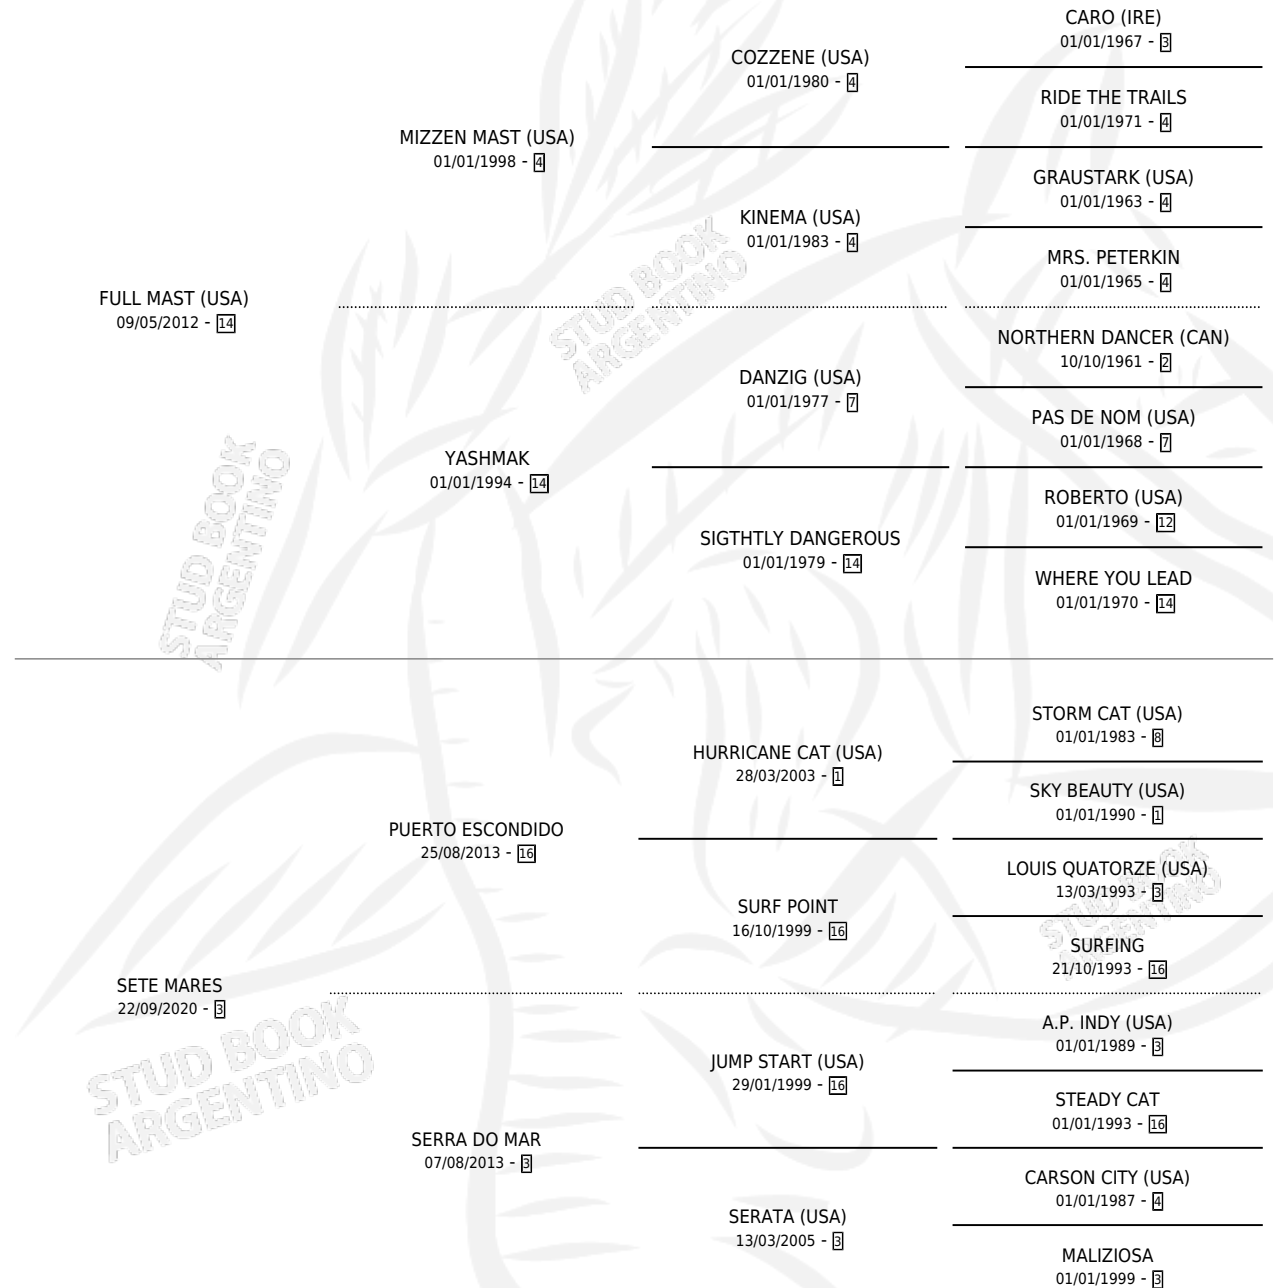 CARO (IRE)
01/01/1967 - 3
COZZENE (USA)
01/01/1980 - 4
RIDE THE TRAILS
01/01/1971 - 4
MIZZEN MAST (USA)
01/01/1998 - 4
GRAUSTARK (USA)
01/01/1963 - 4
KINEMA (USA)
01/01/1983 - 4
MRS. PETERKIN
01/01/1965 - 4
FULL MAST (USA)
09/05/2012 - 14
NORTHERN DANCER (CAN)
10/10/1961 - 2
DANZIG (USA)
01/01/1977 - 7
PAS DE NOM (USA)
01/01/1968 - 7
YASHMAK
01/01/1994 - 14
ROBERTO (USA)
01/01/1969 - 12
SIGTHTLY DANGEROUS
01/01/1979 - 14
WHERE YOU LEAD
01/01/1970 - 14
STORM CAT (USA)
01/01/1983 - 8
HURRICANE CAT (USA)
28/03/2003 - 1
SKY BEAUTY (USA)
01/01/1990 - 1
PUERTO ESCONDIDO
25/08/2013 - 16
LOUIS QUATORZE (USA)
13/03/1993 - 3
SURF POINT
16/10/1999 - 16
SURFING
21/10/1993 - 16
SETE MARES
22/09/2020 - 3
A.P. INDY (USA)
01/01/1989 - 3
JUMP START (USA)
29/01/1999 - 16
STEADY CAT
01/01/1993 - 16
SERRA DO MAR
07/08/2013 - 3
CARSON CITY (USA)
01/01/1987 - 4
SERATA (USA)
13/03/2005 - 3
MALIZIOSA
01/01/1999 - 3
STUD BOOK
ARGENTINO
STUD BOOK
ARGENTINO
STUD BOOK
ARGENTINO
STUD BOOK
ARGENTINO